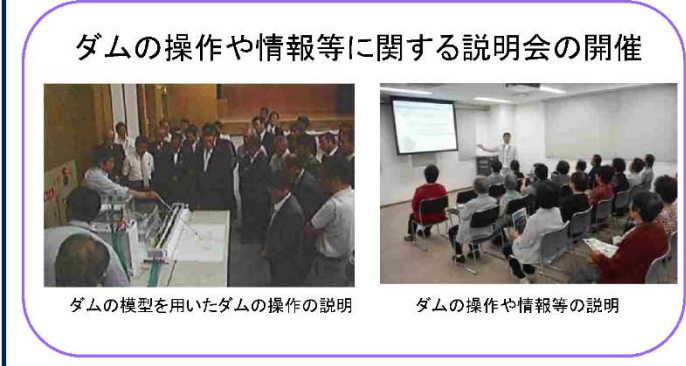 ダムの操作や情報等に関する説明会の開催
ダムの模型を用いたダムの操作の説明
ダムの操作や情報等の説明